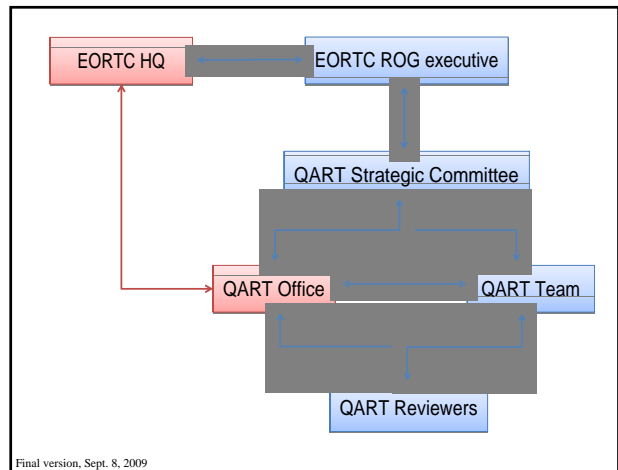 EORTC HQ
EORTC ROG executive
QART Strategic Committee
QART Office
QART Team
QART Reviewers
Final version, Sept. 8, 2009